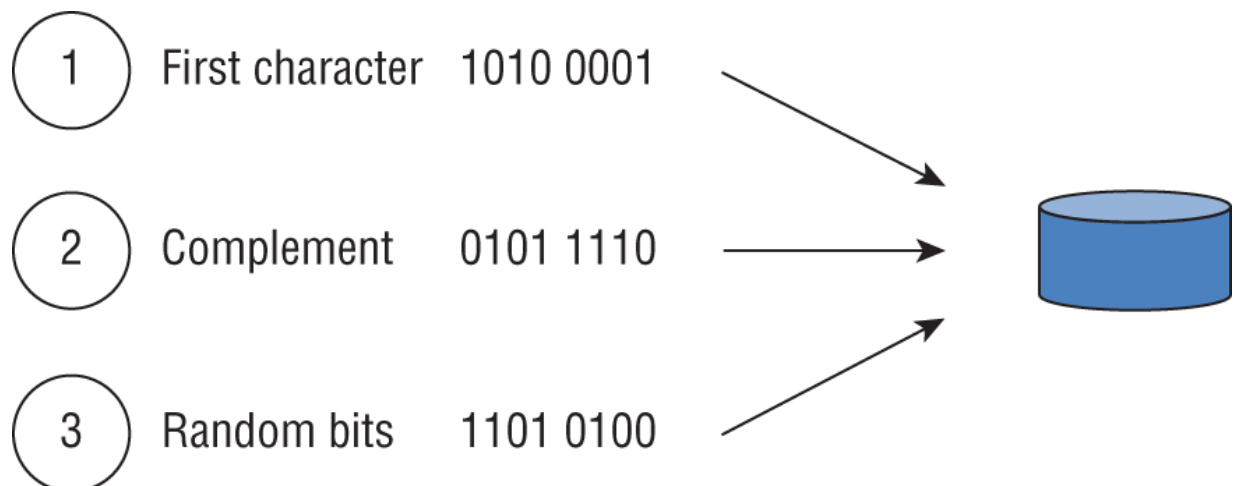 1 First character 1010 0001
2 Complement 0101 1110
3 Random bits 1101 0100